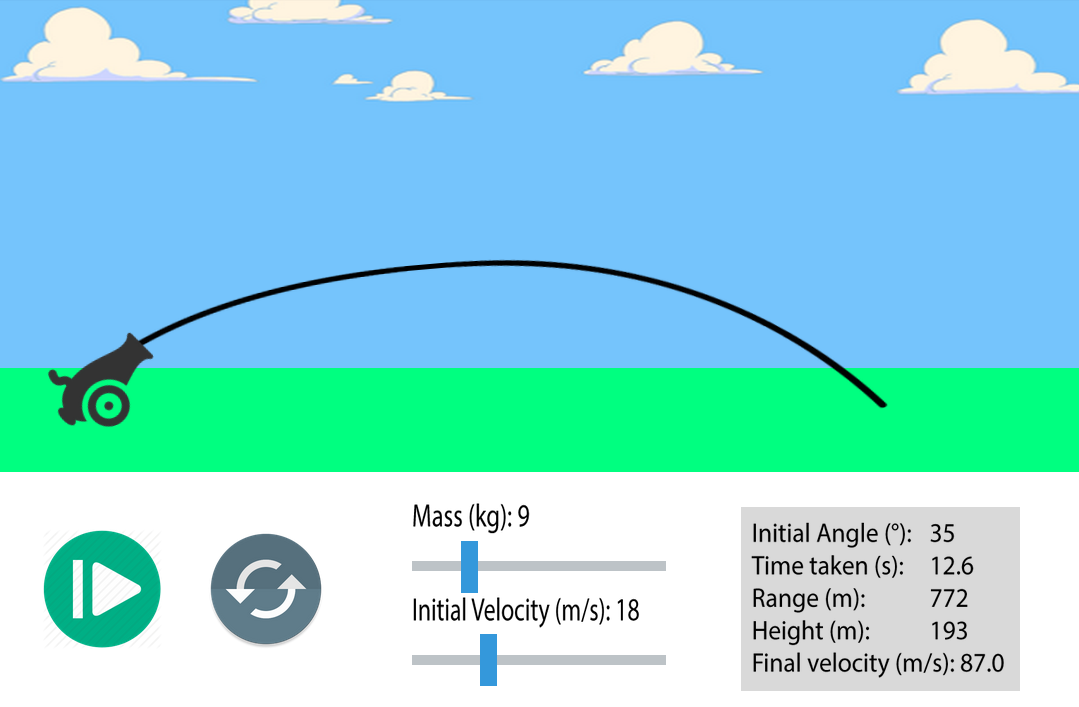 Mass (kg): 9
Initial Velocity (m/s): 18
Initial Angle (°): 35
Time taken (s): 12.6
Range (m): 772
Height (m): 193
Final velocity (m/s): 87.0